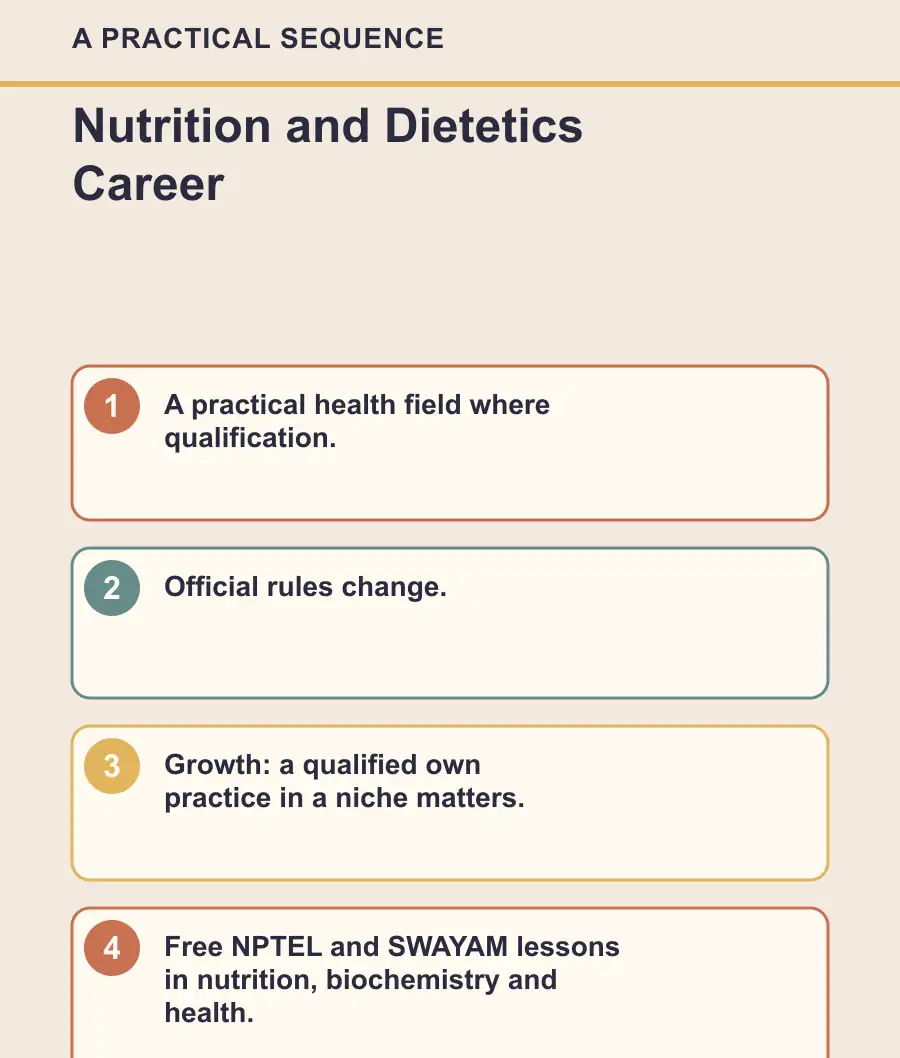 A PRACTICAL SEQUENCE
Nutrition and Dietetics
Career
1
A practical health field where
qualification.
2
Official rules change.
3
Growth: a qualified own
practice in a niche matters.
4
Free NPTEL and SWAYAM lessons
in nutrition, biochemistry and
health.